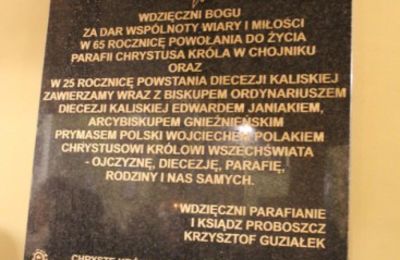 WDZIĘCZNI BOGU
ZA DAR WSPÓLNOTY WIARY I MIŁOŚCI
W 65 ROCZNICĘ POWOŁANIA DO ŻYCIA
PARAFII CHRYSTUSA KRÓLA W CHOJNIKU
ORAZ
W 25 ROCZNICĘ POWSTANIA DIECEZJI KALISKIEJ
ZAWIERZAMY WRAZ Z BISKUPEM ORDYNARIUSZEM
DIECEZJI KALISKIEJ EDWARDEM JANIAKIEM,
ARCYBISKUPEM GNIEŹNIEŃSKIM
PRYMASEM POLSKI WOJCIECHEM POLAKIEM
CHRYSTUSOWI KRÓLOWI WSZECHŚWIATA
- OJCZYZNĘ, DIECEZJĘ, PARAFIĘ,
RODZINY I NAS SAMYCH.
WDZIĘCZNI PARAFIANIE
I KSIĄDZ PROBOSZCZ
KRZYSZTOF GUZIAŁEK